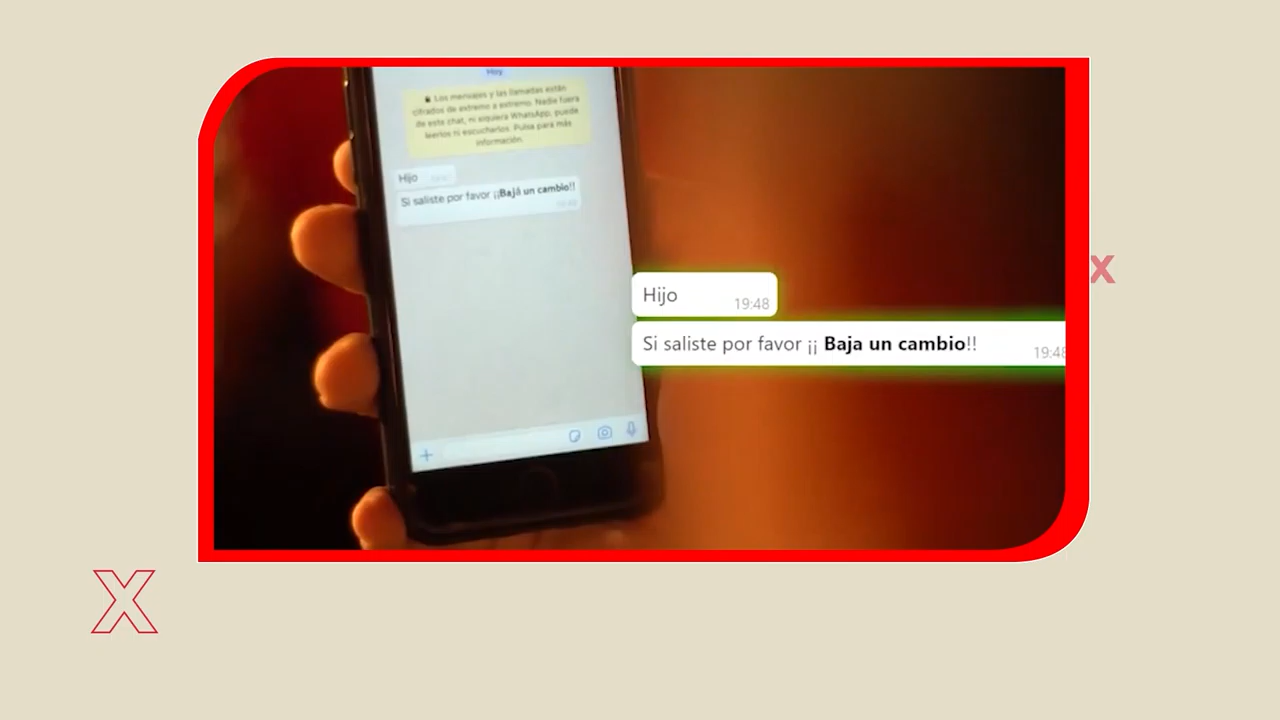 Hoy
Los mensajes y las llamadas están
cifrados de extremo a extremo. Nadie fuera
de este chat, ni siquiera WhatsApp, puede
leerlos ni escucharlos. Pulsa para más
información.
Hijo
Si saliste por favor ¡¡Bajá un cambio!!
Hijo
19:48
Si saliste por favor ¡¡ Baja un cambio!!
19:48
X
X